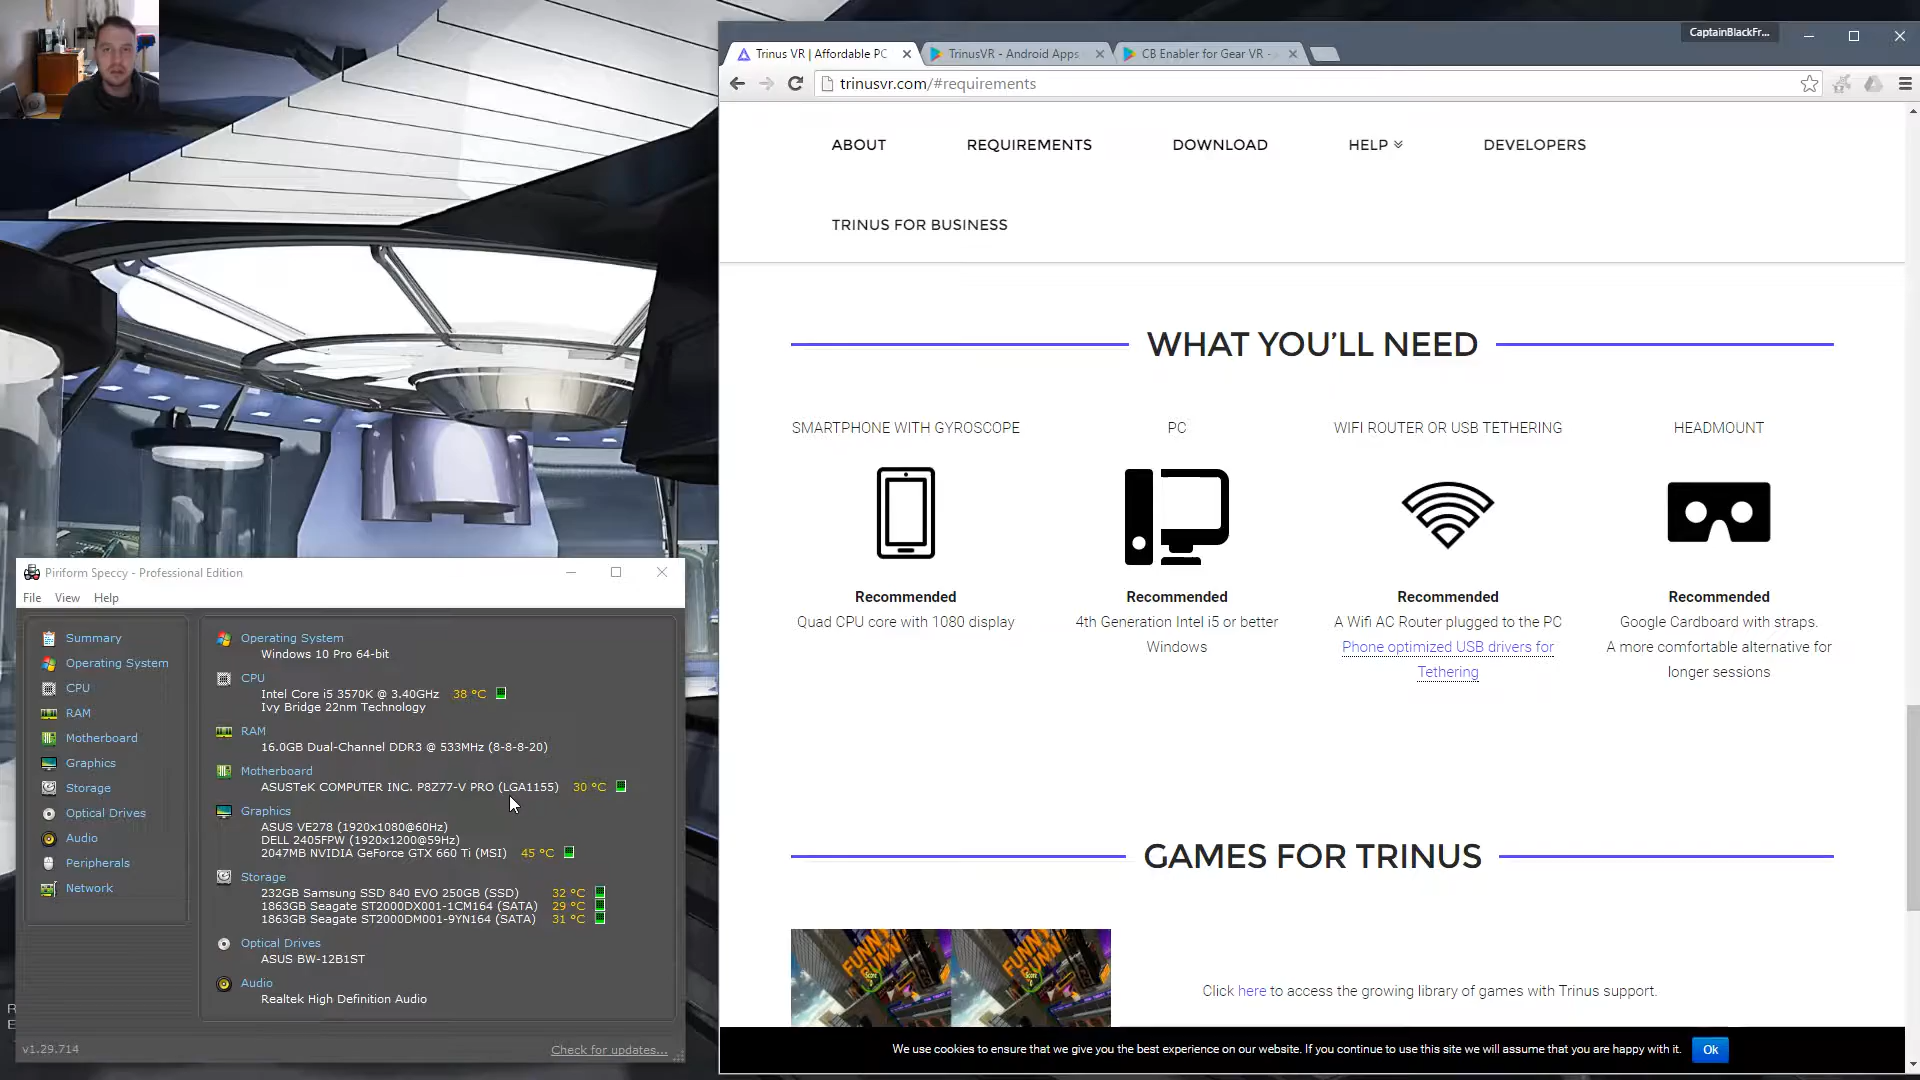 CaptainBlackFr...
Trinus VR | Affordable PC
TrinusVR - Android Apps
CB Enabler for Gear VR -
trinusvr.com/#requirements
ABOUT
REQUIREMENTS
DOWNLOAD
HELP
DEVELOPERS
TRINUS FOR BUSINESS
WHAT YOU'LL NEED
SMARTPHONE WITH GYROSCOPE
Recommended
Quad CPU core with 1080 display
PC
Recommended
4th Generation Intel i5 or better
Windows
WIFI ROUTER OR USB TETHERING
Recommended
A Wifi AC Router plugged to the PC
Phone optimized USB drivers for
Tethering
HEADMOUNT
Recommended
Google Cardboard with straps.
A more comfortable alternative for
longer sessions
GAMES FOR TRINUS
FUNNY
RUN
Click here to access the growing library of games with Trinus support.
We use cookies to ensure that we give you the best experience on our website. If you continue to use this site we will assume that you are happy with it.
Ok
Piriform Speccy - Professional Edition
File View Help
Summary
Operating System
CPU
RAM
Motherboard
Graphics
Storage
Optical Drives
Audio
Peripherals
Network
Operating System
Windows 10 Pro 64-bit
CPU
Intel Core i5 3570K @ 3.40GHz 38 °C
Ivy Bridge 22nm Technology
RAM
16.0GB Dual-Channel DDR3 @ 533MHz (8-8-8-20)
Motherboard
ASUSTeK COMPUTER INC. P8Z77-V PRO (LGA1155) 30 °C
Graphics
ASUS VE278 (1920x1080@60Hz)
DELL 2405FPW (1920x1200@59Hz)
2047MB NVIDIA GeForce GTX 660 Ti (MSI) 45 °C
Storage
232GB Samsung SSD 840 EVO 250GB (SSD) 32 °C
1863GB Seagate ST2000DX001-1CM164 (SATA) 29 °C
1863GB Seagate ST2000DM001-9YN164 (SATA) 31 °C
Optical Drives
ASUS BW-12B1ST
Audio
Realtek High Definition Audio
v1.29.714
Check for updates...